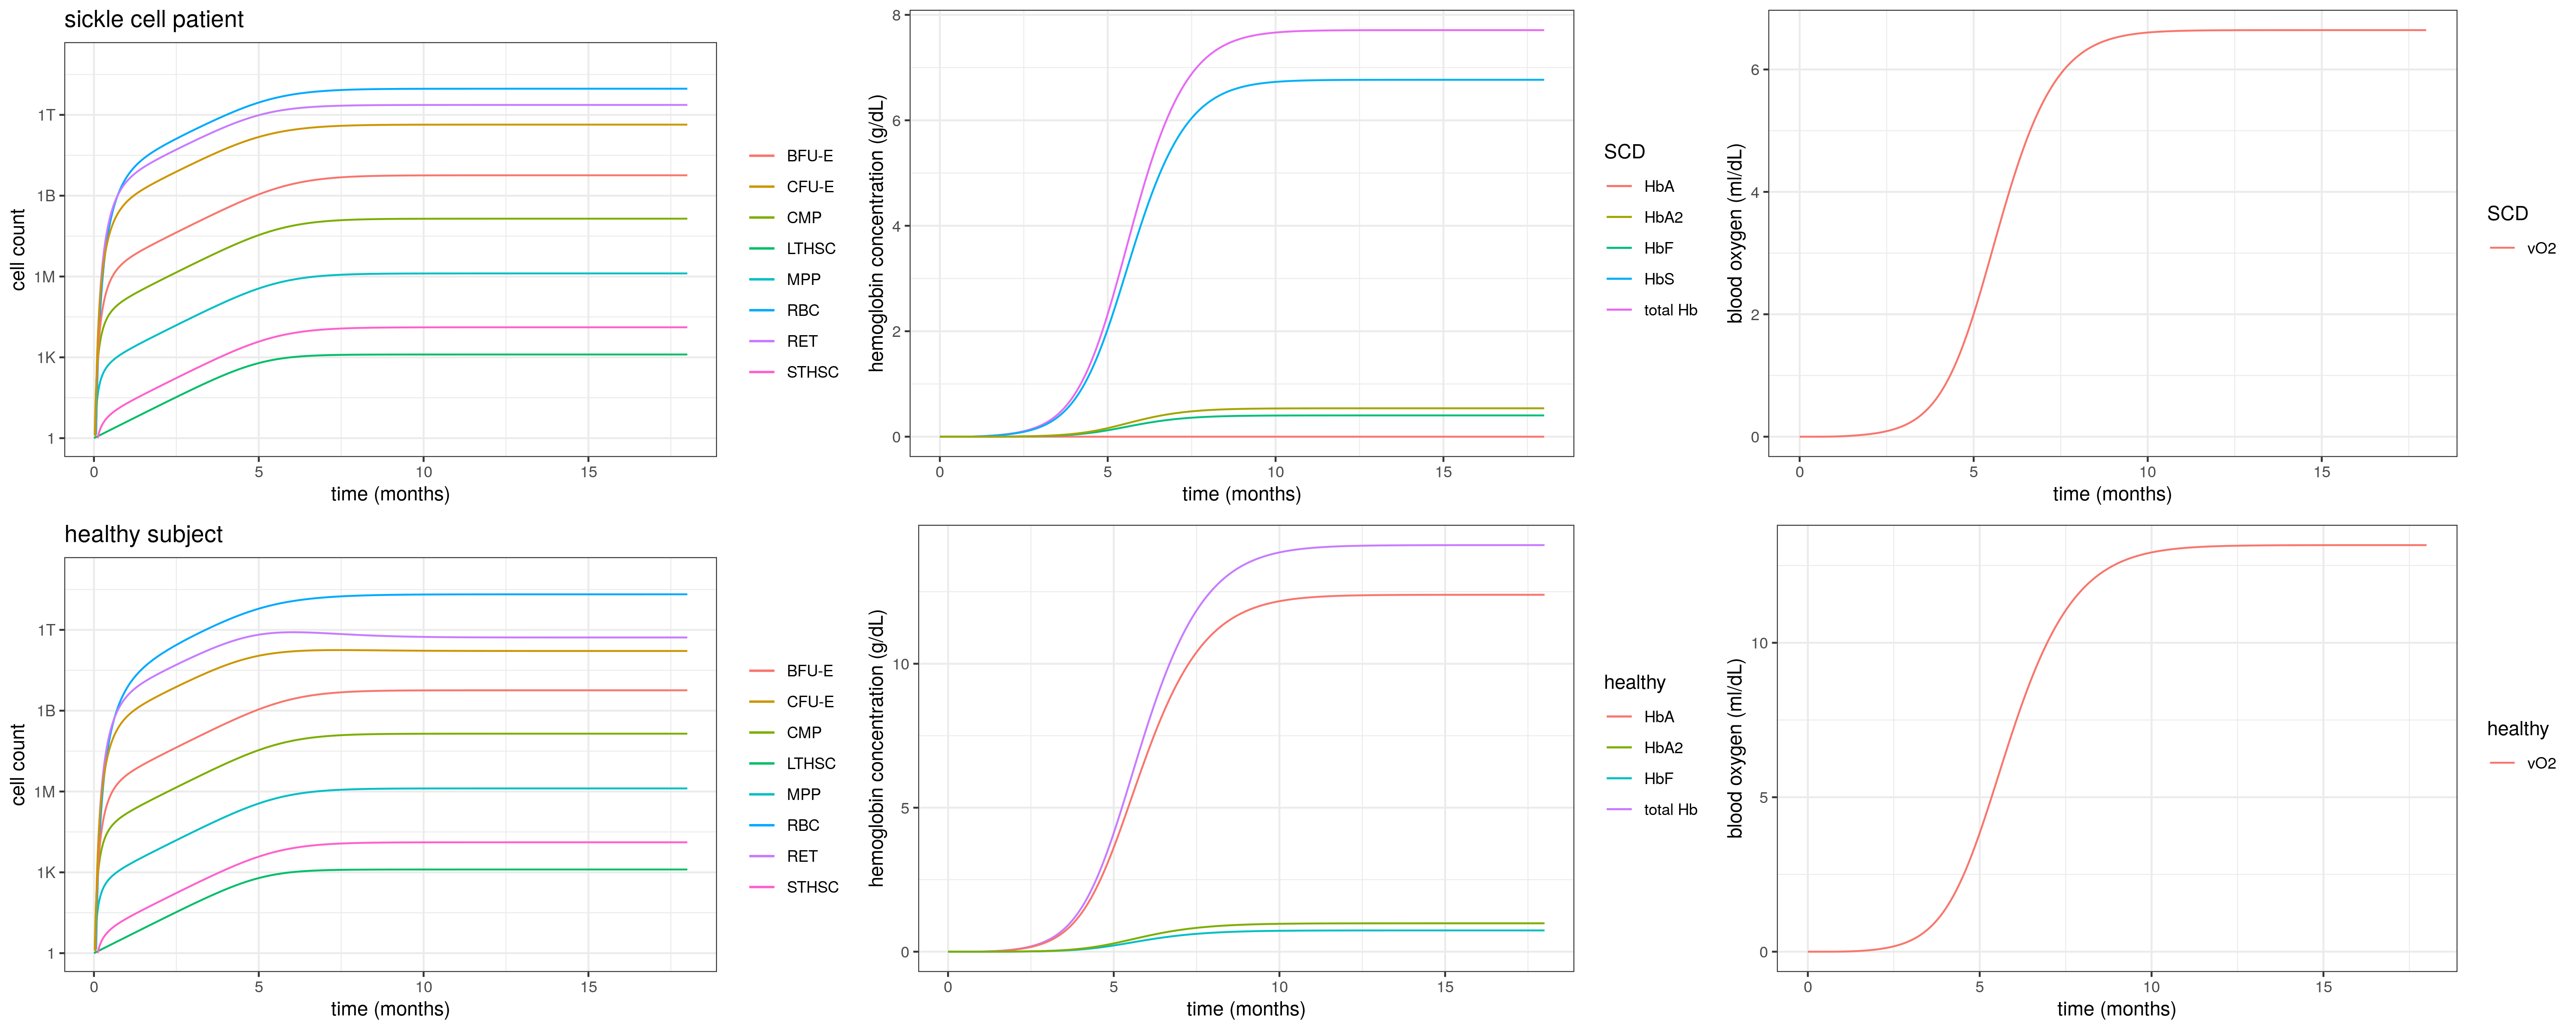 sickle cell patient
cell count
1T
1B
1M
1K
1
0
5
10
15
time (months)
BFU-E
CFU-E
CMP
LTHSC
MPP
RBC
RET
STHSC
hemoglobin concentration (g/dL)
8
6
4
2
0
0
5
10
15
time (months)
SCD
HbA
HbA2
HbF
HbS
total Hb
blood oxygen (ml/dL)
6
4
2
0
0
5
10
15
time (months)
SCD
vO2
healthy subject
cell count
1T
1B
1M
1K
1
0
5
10
15
time (months)
BFU-E
CFU-E
CMP
LTHSC
MPP
RBC
RET
STHSC
hemoglobin concentration (g/dL)
10
5
0
0
5
10
15
time (months)
healthy
HbA
HbA2
HbF
total Hb
blood oxygen (ml/dL)
10
5
0
0
5
10
15
time (months)
healthy
vO2